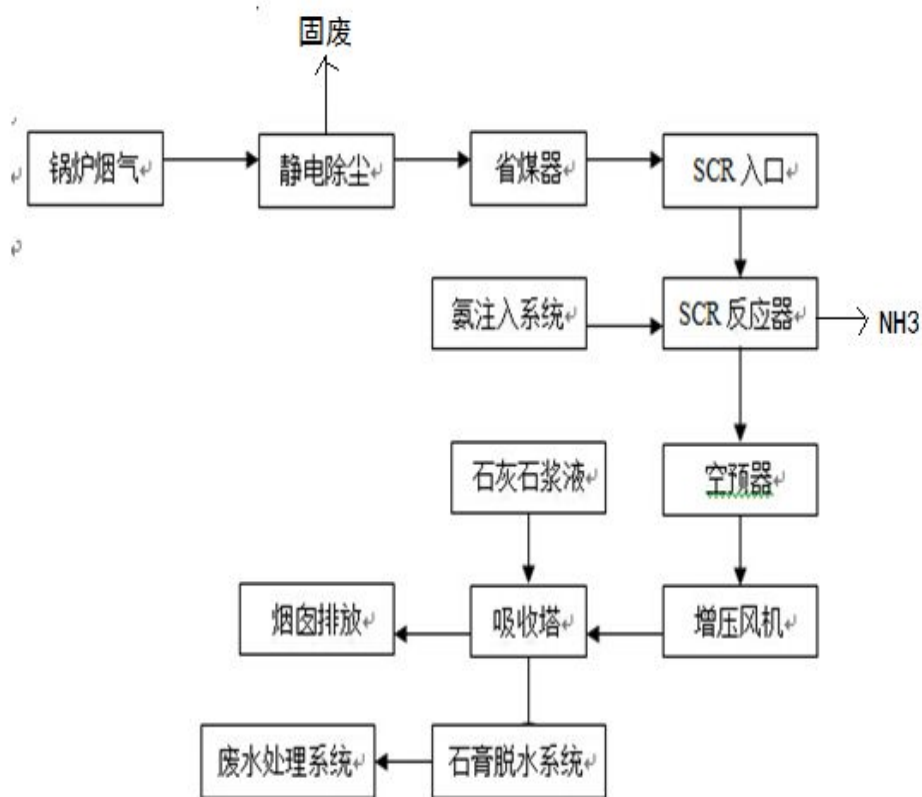 固废
锅炉烟气
静电除尘
省煤器
SCR 入口
氨注入系统
SCR 反应器
NH3
石灰石浆液
空预器
烟囱排放
吸收塔
增压风机
废水处理系统
石膏脱水系统